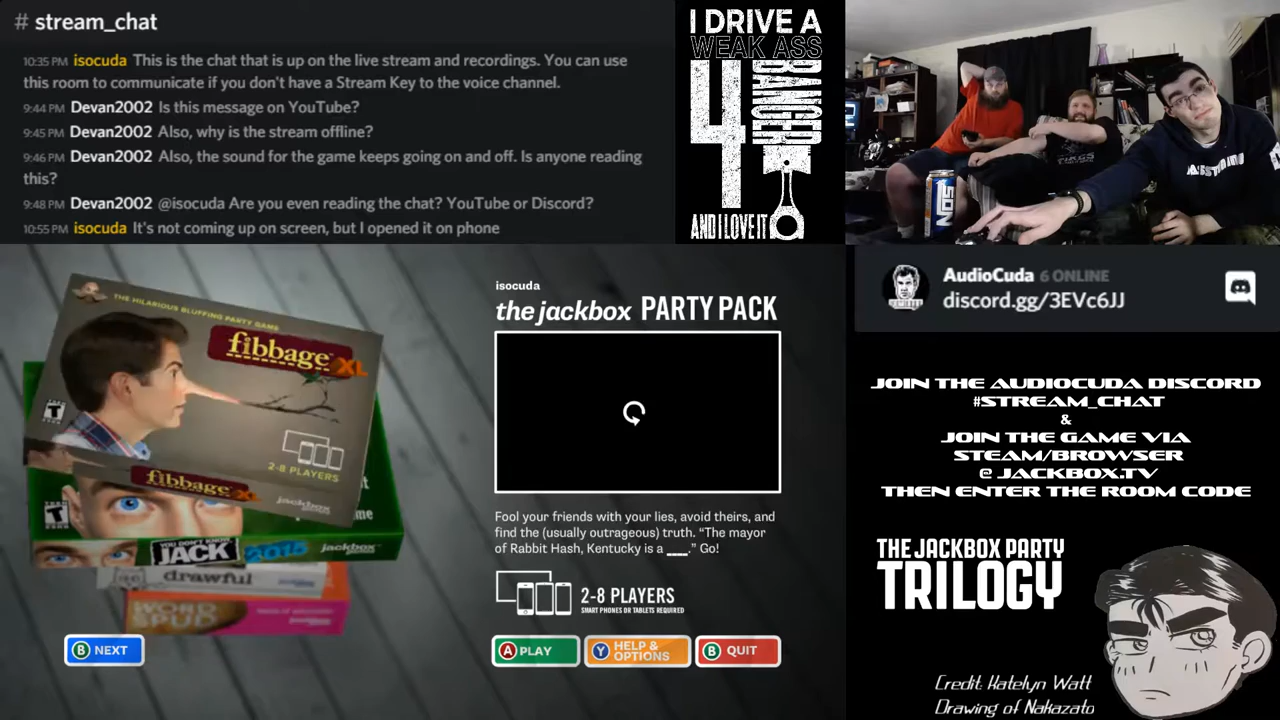 # stream_chat
10:35 PM isocuda This is the chat that is up on the live stream and recordings. You can use
this room communicate if you don't have a Stream Key to the voice channel.
9:44 PM Devan2002 Is this message on YouTube?
9:45 PM Devan2002 Also, why is the stream offline?
9:46 PM Devan2002 Also, the sound for the game keeps going on and off. Is anyone reading
this?
9:48 PM Devan2002 @isocuda Are you even reading the chat? YouTube or Discord?
10:55 PM isocuda It's not coming up on screen, but I opened it on phone
I DRIVE A
WEAK ASS
4
BANGER
AND I LOVE IT
NOS
AudioCuda 6 ONLINE
discord.gg/3EVc6JJ
THE HILARIOUS BLUFFING PARTY GAME
fibbage XL
T
2-8 PLAYERS
fibbage XL
jackbox
T
YOU DON'T KNOW
JACK 2015 jackbox
drawful
WORD
SPUD
B NEXT
isocuda
the jackbox PARTY PACK
Fool your friends with your lies, avoid theirs, and
find the (usually outrageous) truth. “The mayor
of Rabbit Hash, Kentucky is a ____.” Go!
2-8 PLAYERS
SMART PHONES OR TABLETS REQUIRED
A PLAY
Y HELP &
OPTIONS
B QUIT
JOIN THE AUDIOCUDA DISCORD
#STREAM_CHAT
&
JOIN THE GAME VIA
STEAM/BROWSER
@ JACKBOX.TV
THEN ENTER THE ROOM CODE
THE JACKBOX PARTY
TRILOGY
Credit: Katelyn Watt
Drawing of Nakazato